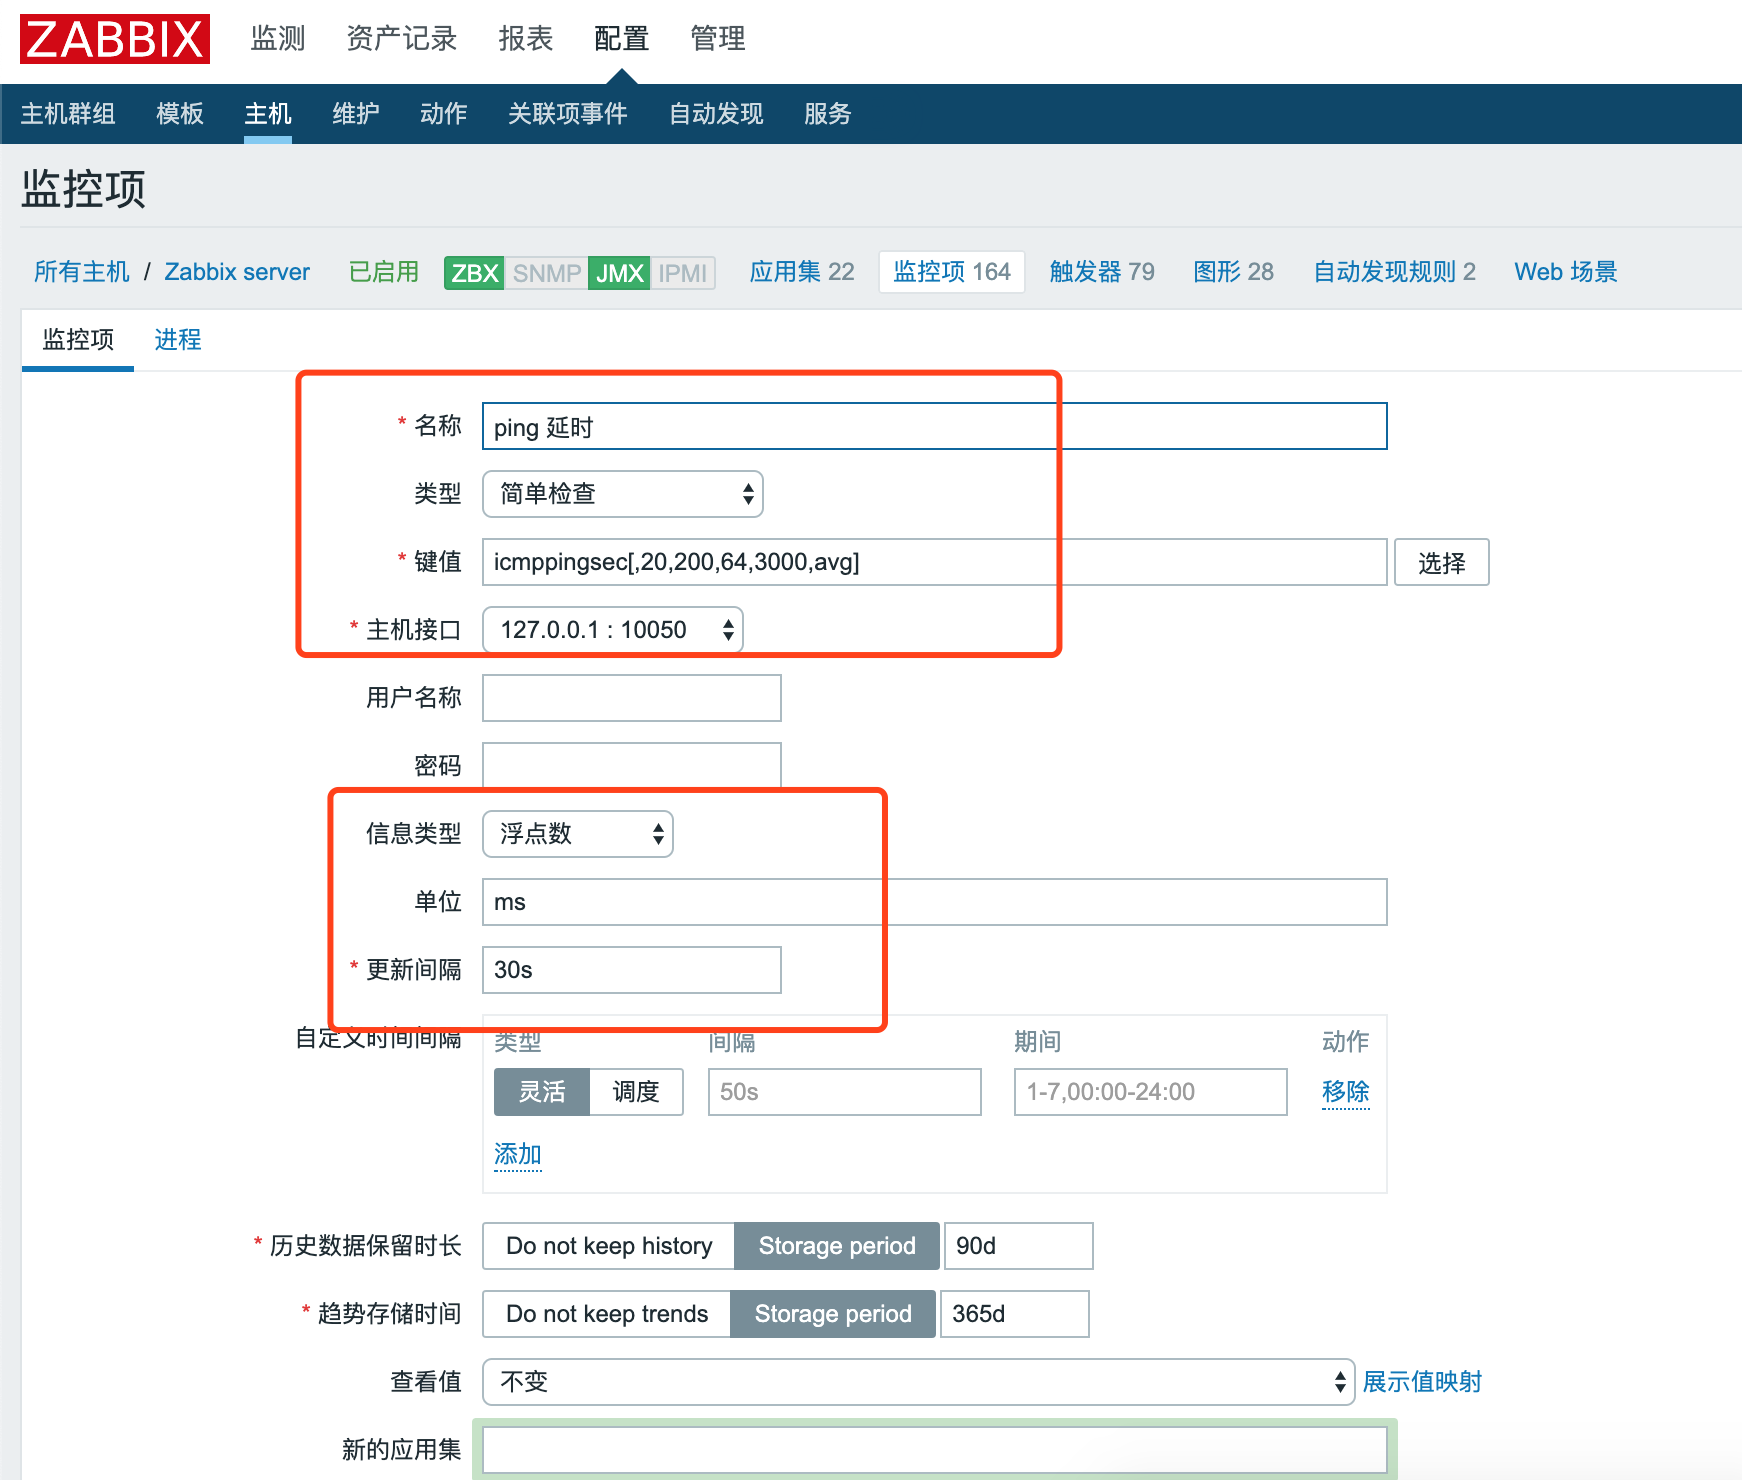 ZABBIX 监测 资产记录 报表 配置 管理
主机群组 模板 主机 维护 动作 关联项事件 自动发现 服务
监控项
所有主机 / Zabbix server 已启用 ZBX SNMP JMX IPMI 应用集 22 监控项 164 触发器 79 图形 28 自动发现规则 2 Web 场景
监控项 进程
* 名称 ping 延时
类型 简单检查
* 键值 icmppingsec[,20,200,64,3000,avg] 选择
* 主机接口 127.0.0.1 : 10050
用户名称
密码
信息类型 浮点数
单位 ms
* 更新间隔 30s
自定义时间间隔 类型 间隔 期间 动作
灵活 调度 50s 1-7,00:00-24:00 移除
添加
* 历史数据保留时长 Do not keep history Storage period 90d
* 趋势存储时间 Do not keep trends Storage period 365d
查看值 不变 展示值映射
新的应用集